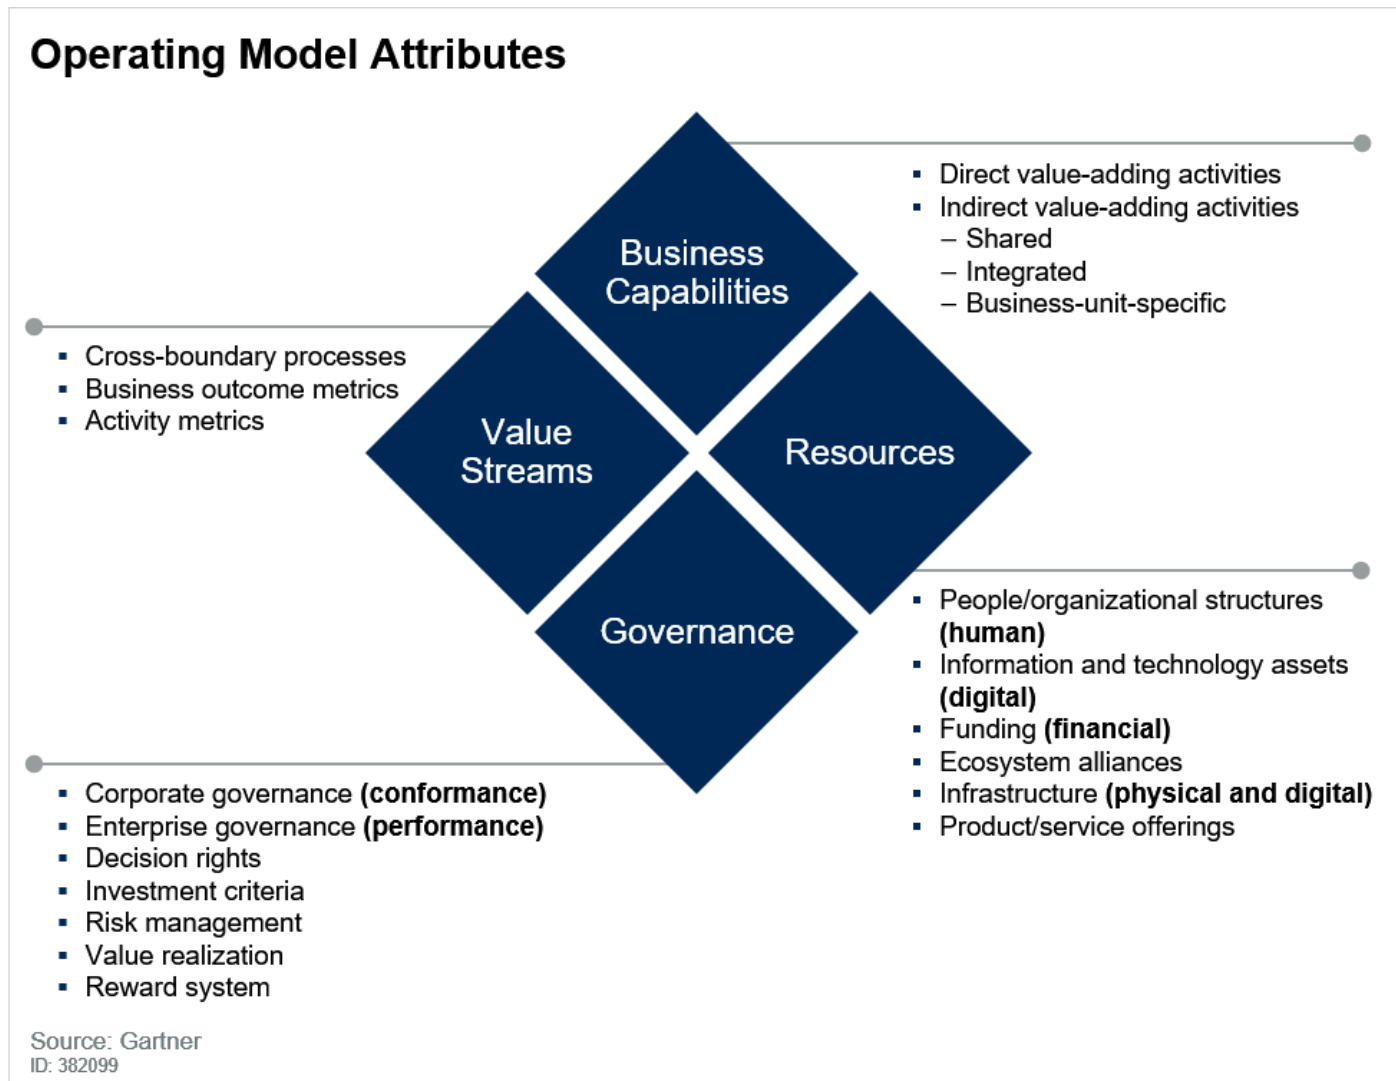 Operating Model Attributes
Business
Capabilities
▪ Direct value-adding activities
▪ Indirect value-adding activities
– Shared
– Integrated
– Business-unit-specific
▪ Cross-boundary processes
▪ Business outcome metrics
▪ Activity metrics
Value
Streams
Resources
▪ People/organizational structures
(human)
▪ Information and technology assets
(digital)
▪ Funding (financial)
▪ Ecosystem alliances
▪ Infrastructure (physical and digital)
▪ Product/service offerings
Governance
▪ Corporate governance (conformance)
▪ Enterprise governance (performance)
▪ Decision rights
▪ Investment criteria
▪ Risk management
▪ Value realization
▪ Reward system
Source: Gartner
ID: 382099